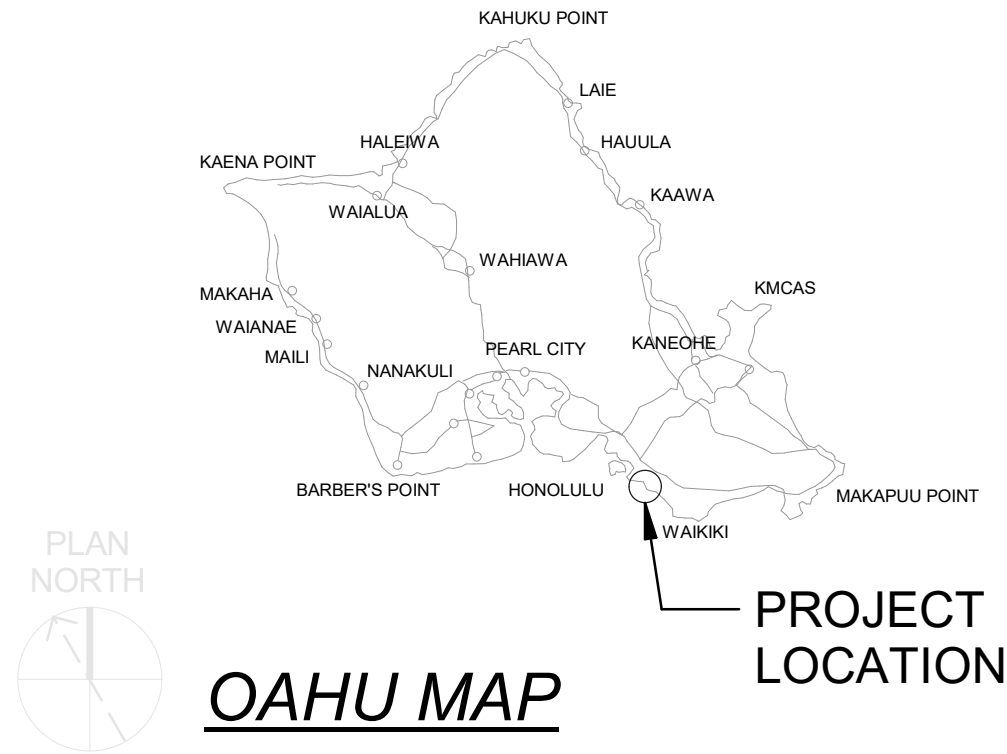 KAHUKU POINT
LAIE
HALEIWA
HAUULA
KAENA POINT
KAAWA
WAIALUA
WAHIAWA
KMCAS
MAKAHA
WAIANAE
KANEOHE
PEARL CITY
MAILI
NANAKULI
BARBER'S POINT
HONOLULU
MAKAPUU POINT
WAIKIKI
PLAN
NORTH
PROJECT
LOCATION
OAHU MAP